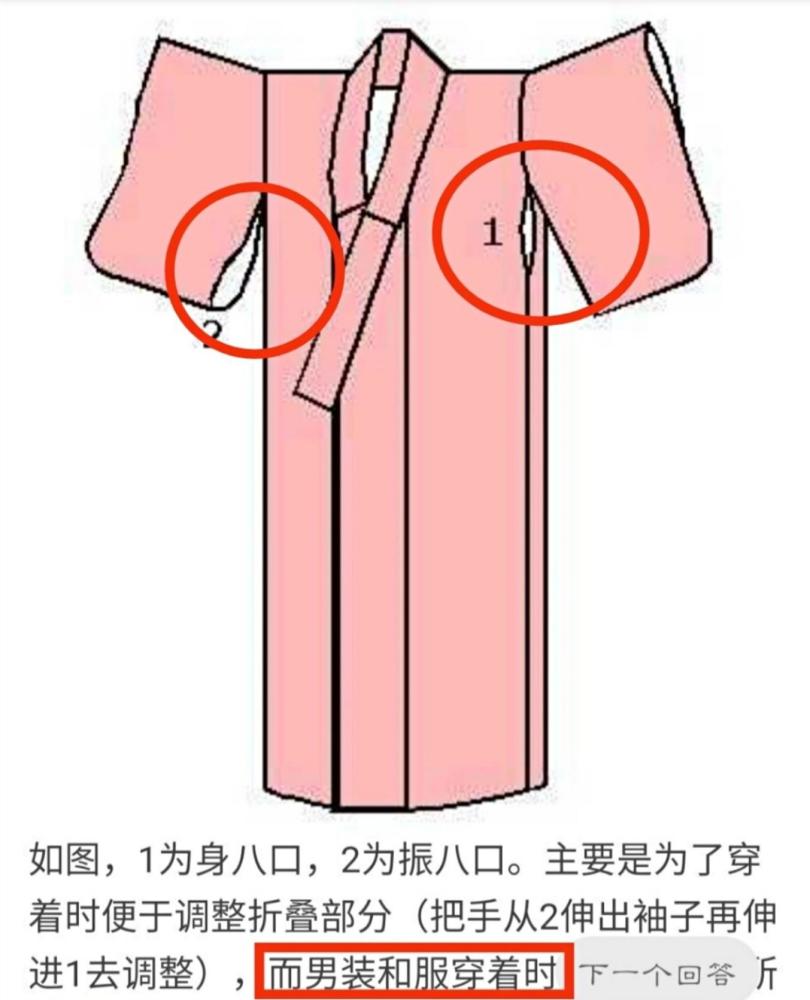 1
2
如图，1为身八口，2为振八口。主要是为了穿
着时便于调整折叠部分（把手从2伸出袖子再伸
进1去调整），而男装和服穿着时
下一个回答